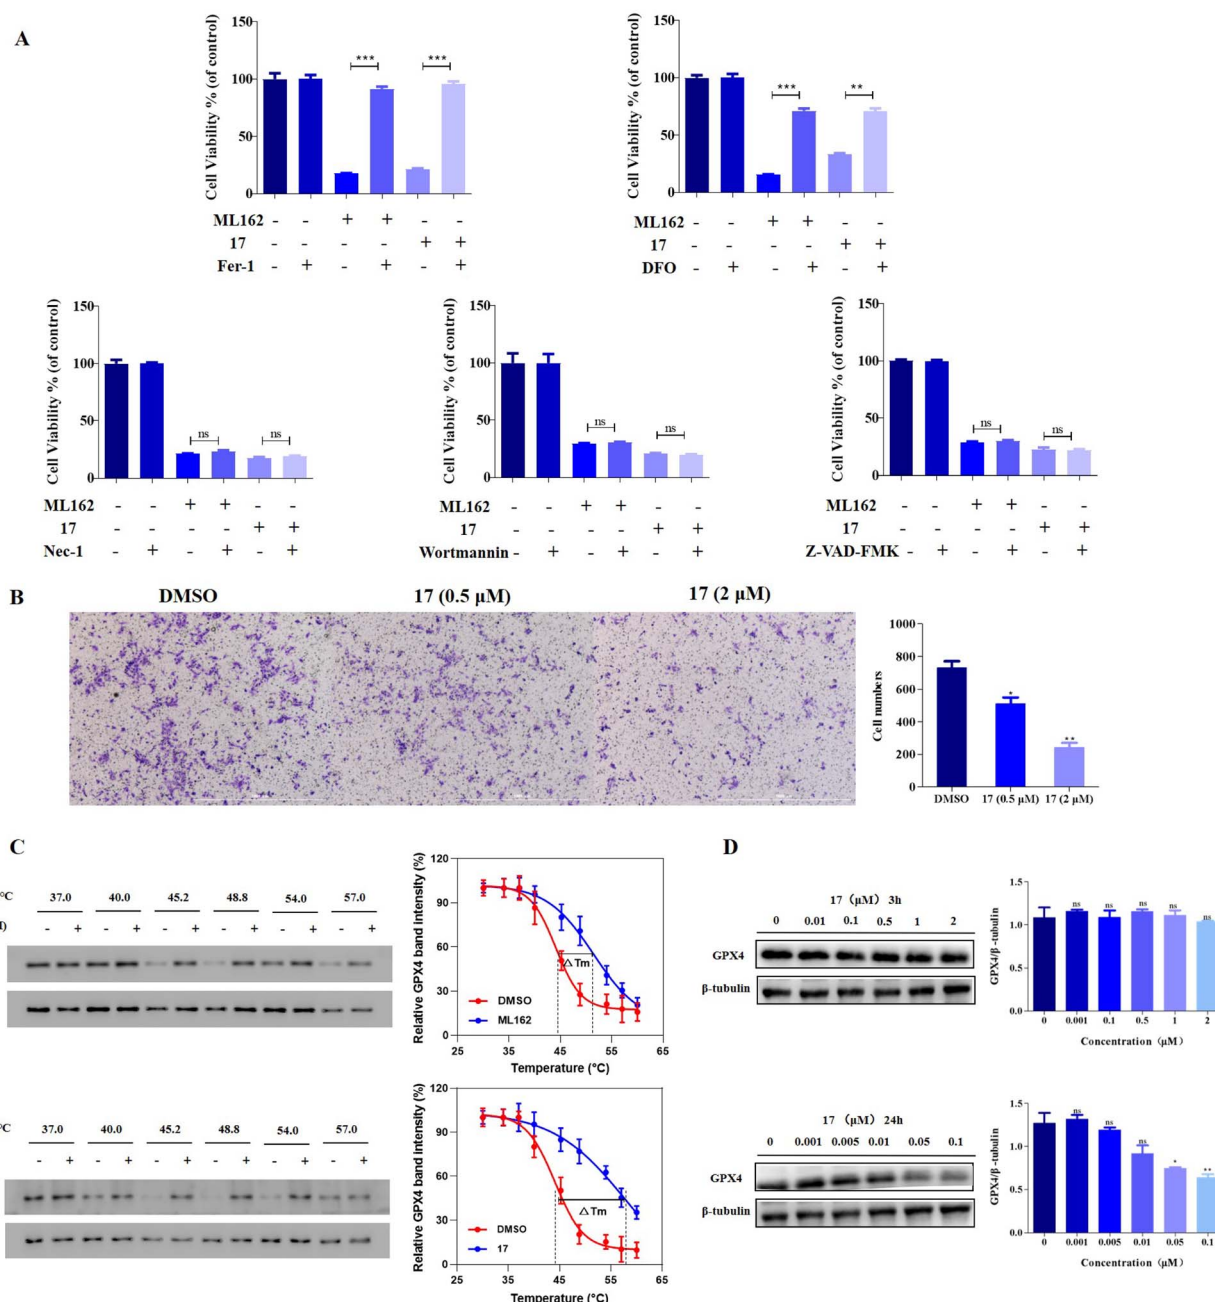 A
Cell Viability % (of control)
150
100
50
0
*** ***
ML162 - - + + - -
17 - - - - + +
Fer-1 - + - + - +
Cell Viability % (of control)
150
100
50
0
*** **
ML162 - - + + - -
17 - - - - + +
DFO - + - + - +
Cell Viability % (of control)
150
100
50
0
ns ns
ML162 - - + + - -
17 - - - - + +
Nec-1 - + - + - +
Cell Viability % (of control)
150
100
50
0
ns ns
ML162 - - + + - -
17 - - - - + +
Wortmannin - + - + - +
Cell Viability % (of control)
150
100
50
0
ns ns
ML162 - - + + - -
17 - - - - + +
Z-VAD-FMK - + - + - +
B
DMSO 17 (0.5 μM) 17 (2 μM)
Cell numbers
1000
800
600
400
200
0
* **
DMSO 17 (0.5 μM) 17 (2 μM)
C
°C 37.0 40.0 45.2 48.8 54.0 57.0
- + - + - + - + - + - +
Relative GPX4 band intensity (%)
120
90
60
30
0
△ Tm
DMSO
ML162
25 35 45 55 65
Temperature (°C)
°C 37.0 40.0 45.2 48.8 54.0 57.0
- + - + - + - + - + - +
Relative GPX4 band intensity (%)
120
90
60
30
0
△ Tm
DMSO
17
25 35 45 55 65
Temperature (°C)
D
17 (μM) 3h
0 0.01 0.1 0.5 1 2
GPX4
β-tubulin
GPX4/β -tubulin
1.5
1.0
0.5
0.0
ns ns ns ns ns
0 0.001 0.1 0.5 1 2
Concentration (μM)
17 (μM) 24h
0 0.001 0.005 0.01 0.05 0.1
GPX4
β-tubulin
GPX4/β -tubulin
1.5
1.0
0.5
0.0
ns ns ns * **
0 0.001 0.005 0.01 0.05 0.1
Concentration (μM)